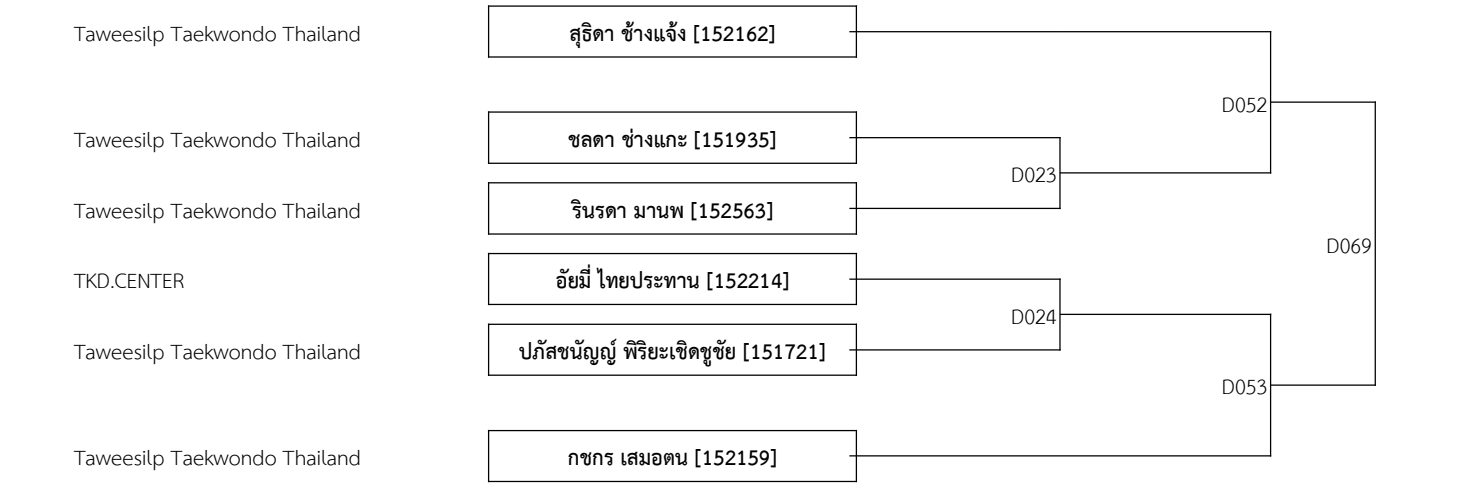 Taweesilp Taekwondo Thailand สุธิดา ช้างแจ้ง [152162]
D052
Taweesilp Taekwondo Thailand ชลดา ช่างแกะ [151935]
D023
Taweesilp Taekwondo Thailand รินรดา มานพ [152563]
D069
TKD.CENTER อัยมี่ ไทยประทาน [152214]
D024
Taweesilp Taekwondo Thailand ปภัสชนัญญ์ พิริยะเชิดชูชัย [151721]
D053
Taweesilp Taekwondo Thailand กชกร เสมอตน [152159]